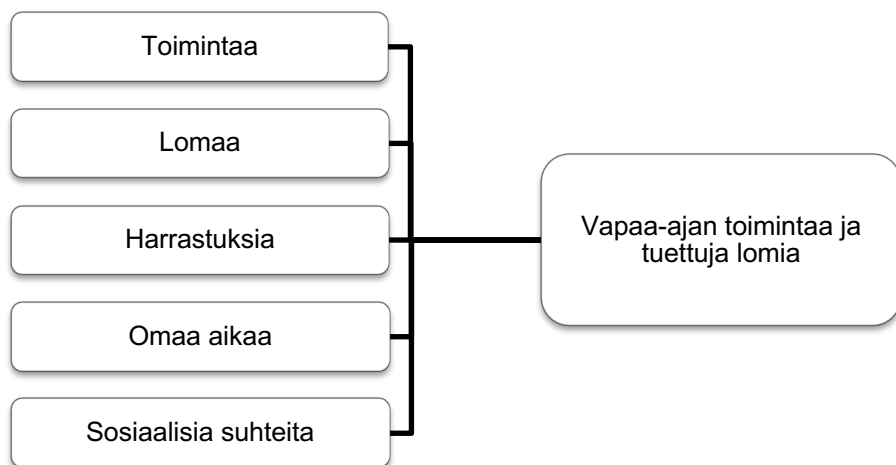 Toimintaa
Lomaa
Harrastuksia
Omaa aikaa
Sosiaalisia suhteita
Vapaa-ajan toimintaa ja
tuettuja lomia